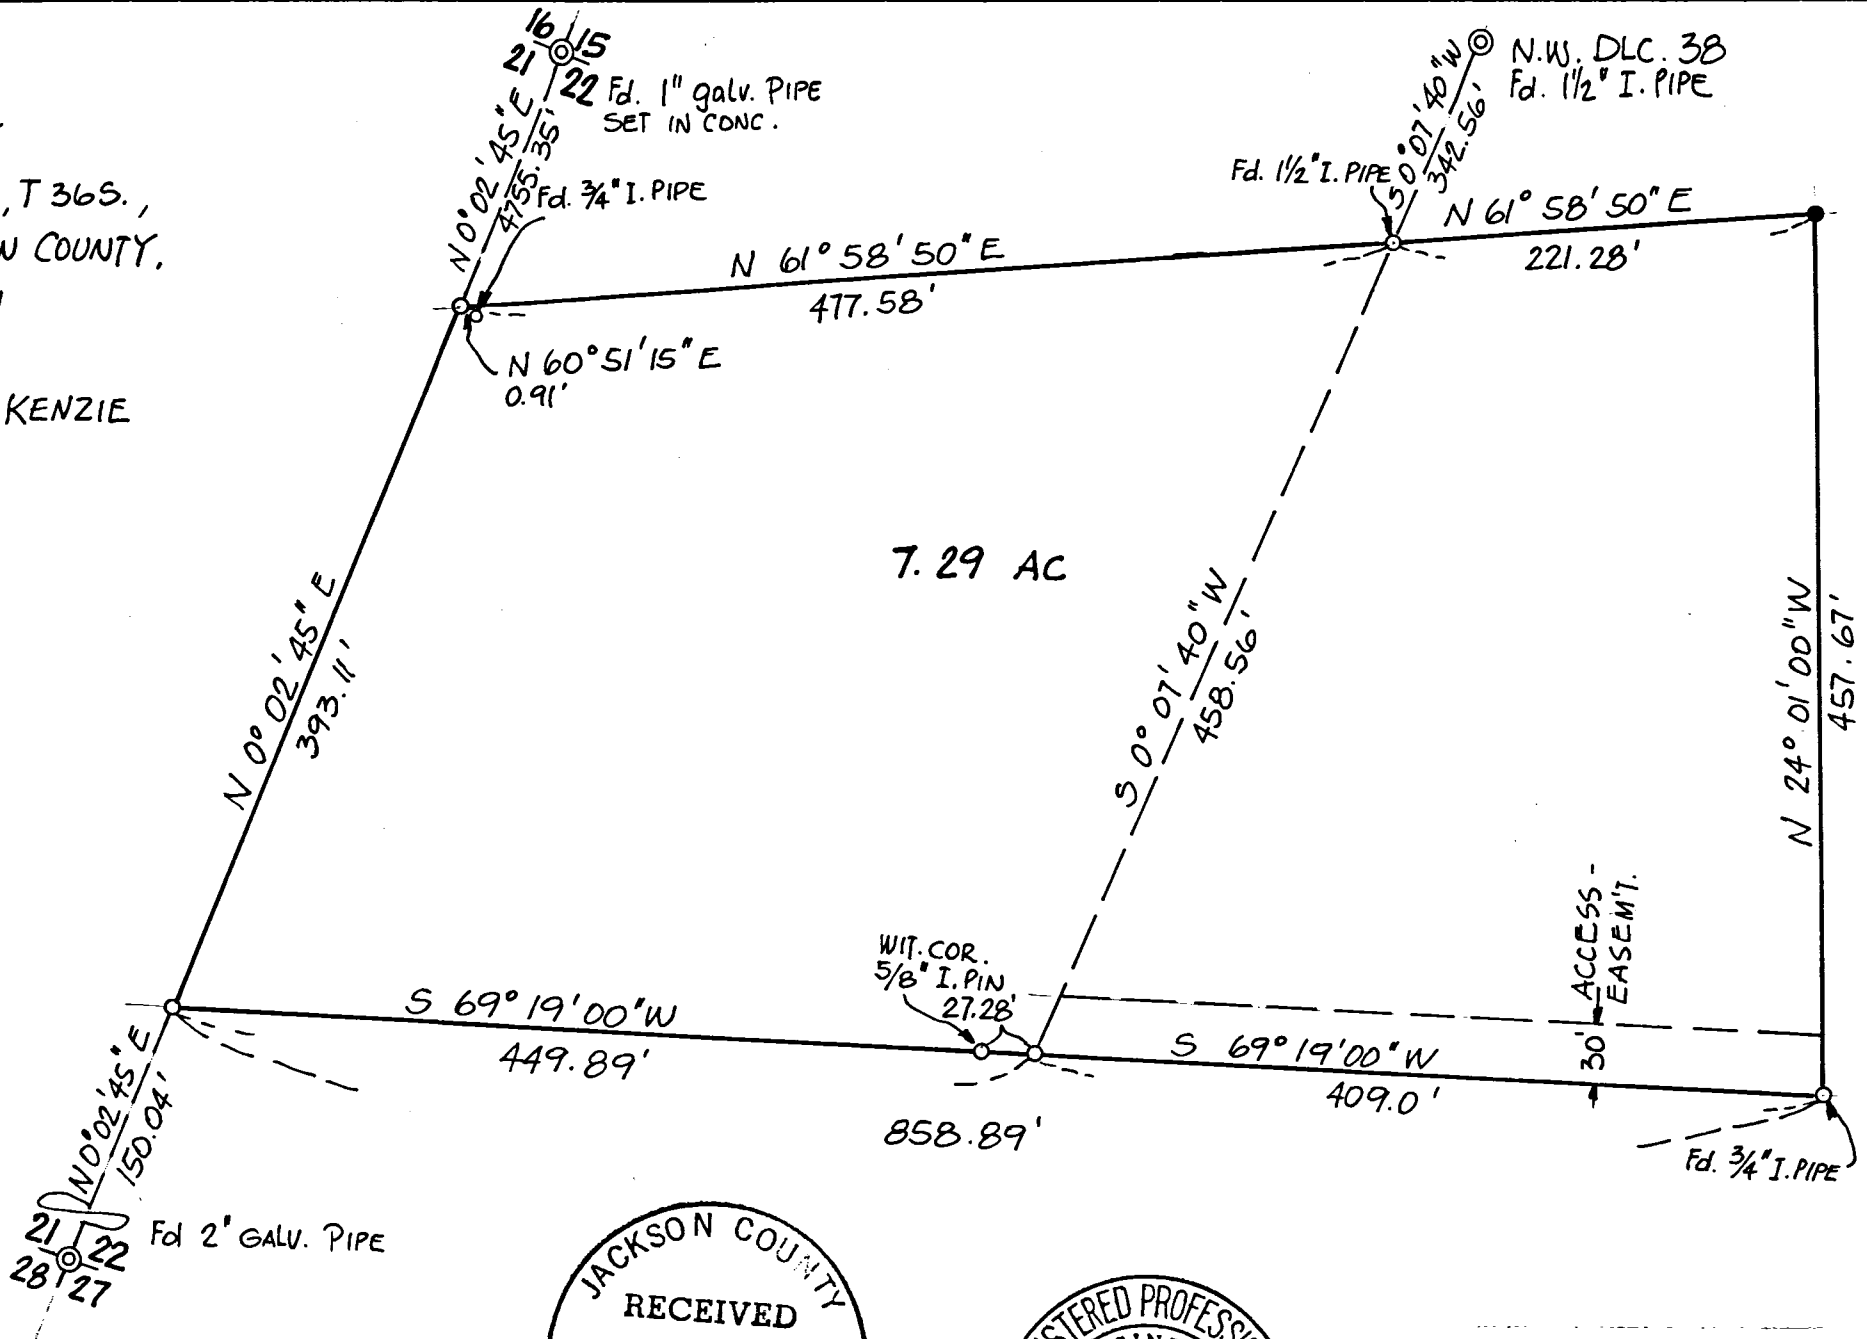 16 15
21 22
Fd. 1" galv. PIPE
SET IN CONC.
N 0° 02' 45" E
4755.35'
Fd. 3/4" I. PIPE
N.W. DLC. 38
Fd. 1 1/2" I. PIPE
S 0° 07' 40" W
342.56'
Fd. 1 1/2" I. PIPE
, T 36S.,
COUNTY.
KENZIE
N 61° 58' 50" E
477.58'
N 61° 58' 50" E
221.28'
N 60° 51' 15" E
0.91'
7.29 AC
N 0° 02' 45" E
393.11'
S 0° 07' 40" W
458.56'
N 24° 01' 00" W
457.67'
ACCESS -
EASEM'T.
30'
WIT. COR.
5/8" I. PIN
27.28'
S 69° 19' 00" W
449.89'
S 69° 19' 00" W
409.0'
858.89'
Fd. 3/4" I. PIPE
N 0° 02' 45" E
150.04'
21 22
28 27
Fd 2" GALV. PIPE
JACKSON COUNTY
RECEIVED